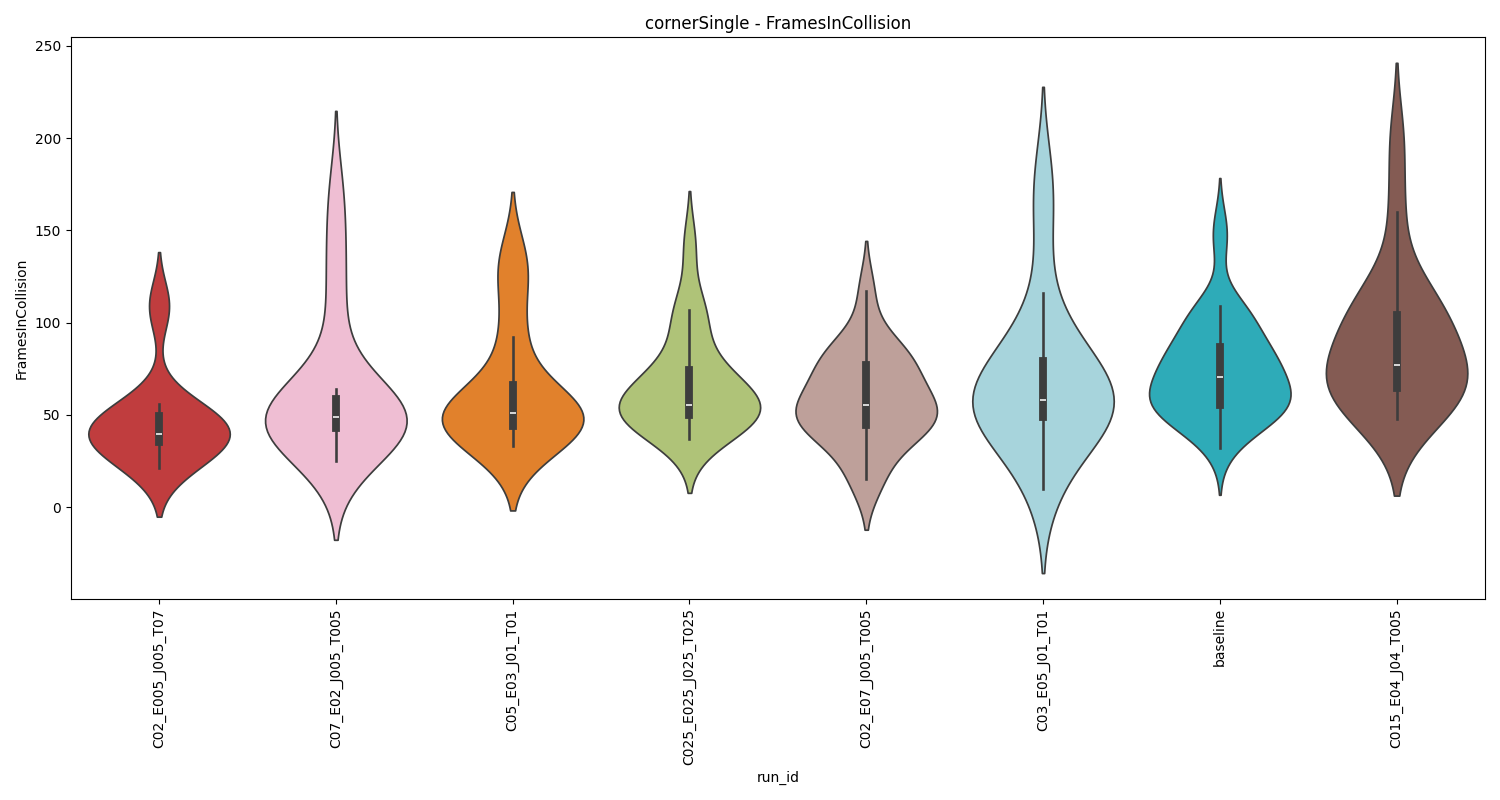 cornerSingle - FramesInCollision
FramesInCollision
250
200
150
100
50
0
C02_E005_J005_T07
C07_E02_J005_T005
C05_E03_J01_T01
C025_E025_J025_T025
C02_E07_J005_T005
C03_E05_J01_T01
baseline
C015_E04_J04_T005
run_id